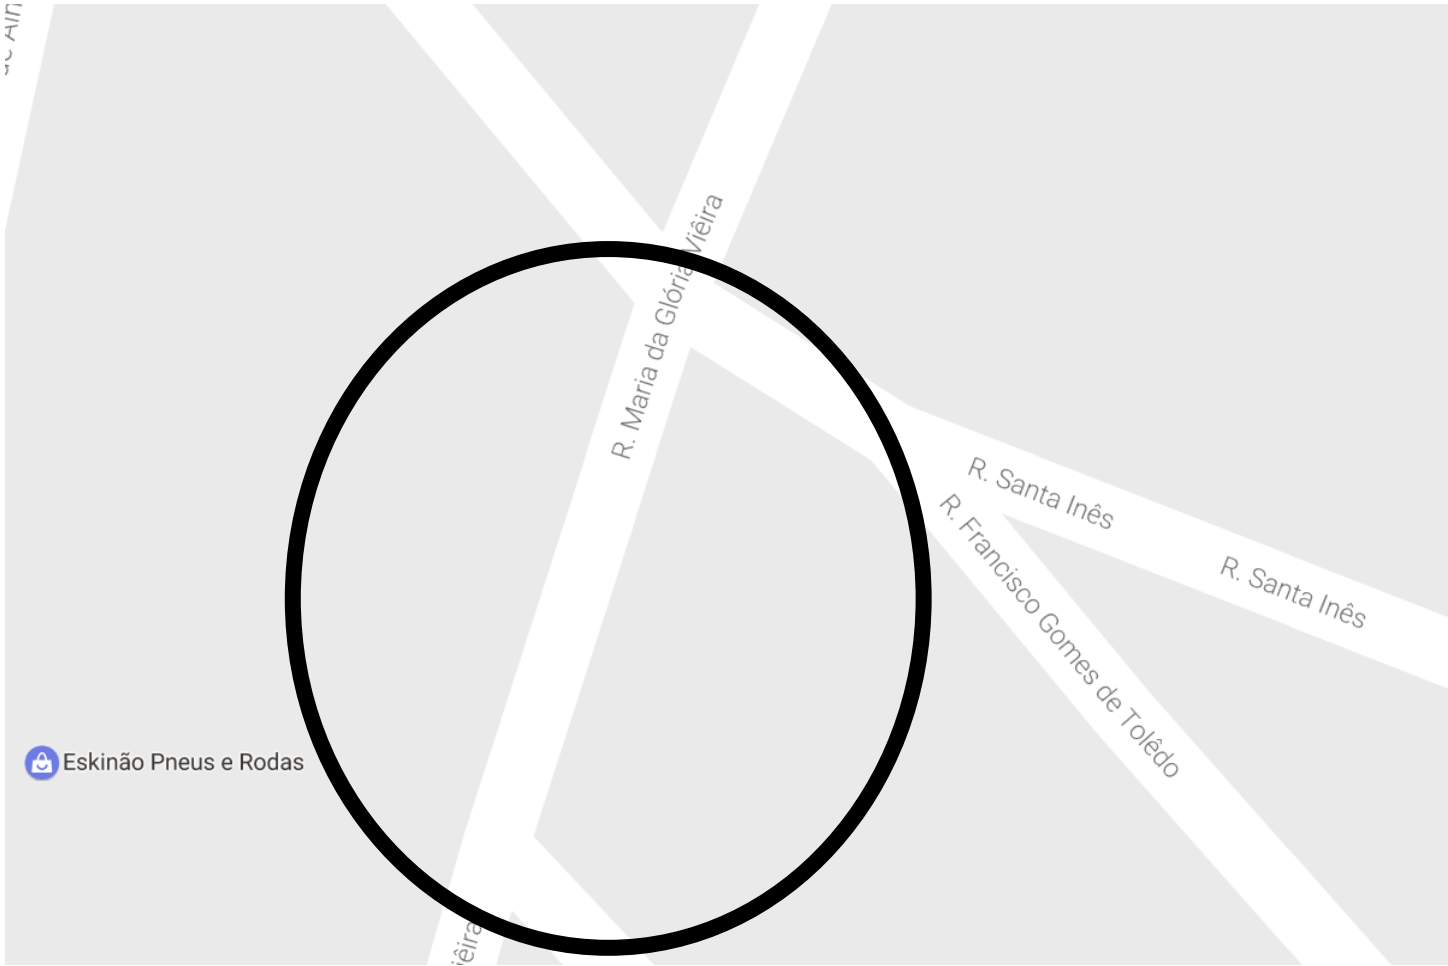 R. Maria da Glória Viêira
R. Santa Inês
R. Francisco Gomes de Tolêdo
R. Santa Inês
Eskinão Pneus e Rodas